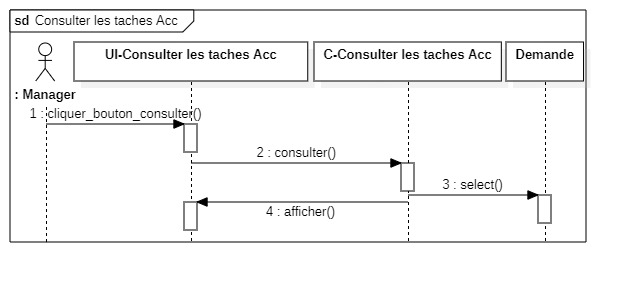 sd Consulter les taches Acc
UI-Consulter les taches Acc
C-Consulter les taches Acc
Demande
: Manager
1 : cliquer_bouton_consulter()
2 : consulter()
3 : select()
4 : afficher()